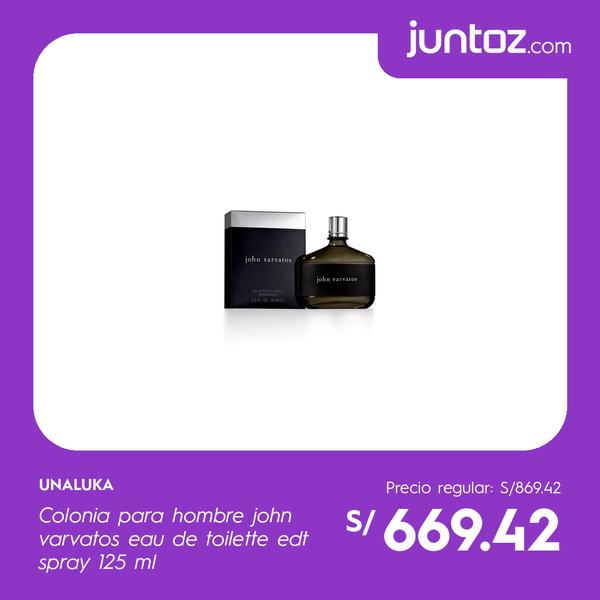 juntoz.com
john varvatos
john varvatos
UNALUKA
Colonia para hombre john
varvatos eau de toilette edt
spray 125 ml
Precio regular: S/869.42
S/ 669.42